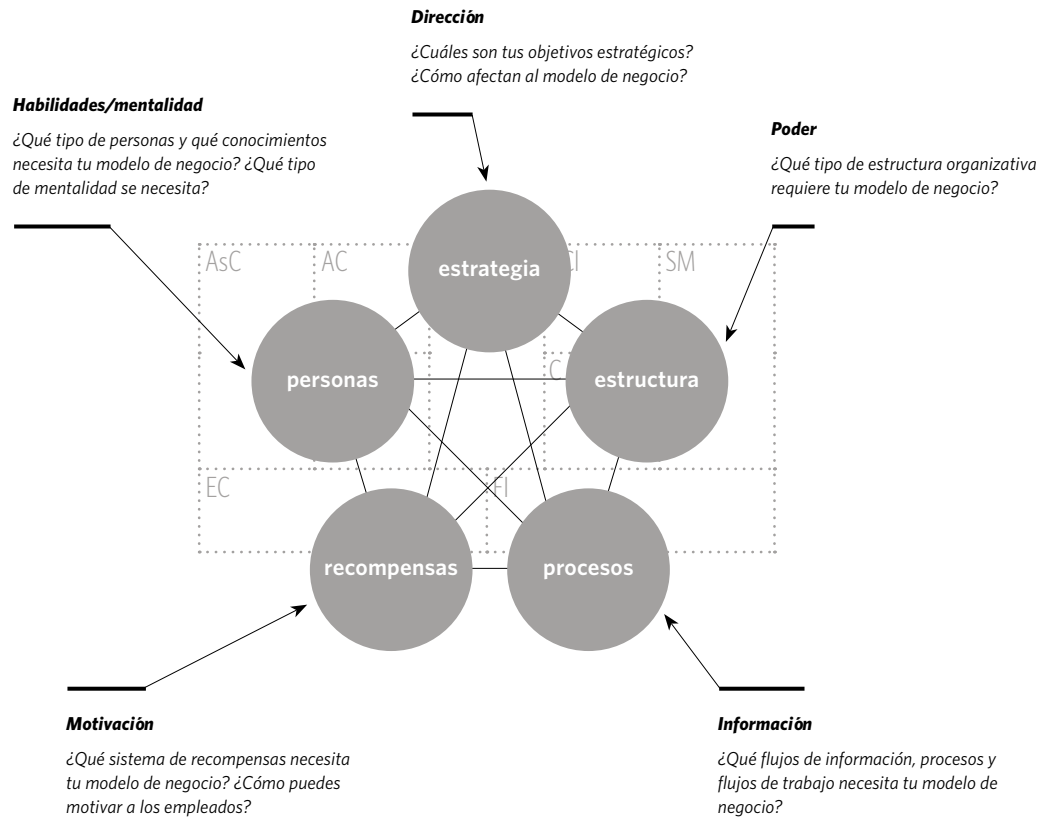 Dirección
¿Cuáles son tus objetivos estratégicos?
¿Cómo afectan al modelo de negocio?
Habilidades/mentalidad
¿Qué tipo de personas y qué conocimientos
necesita tu modelo de negocio? ¿Qué tipo
de mentalidad se necesita?
Poder
¿Qué tipo de estructura organizativa
requiere tu modelo de negocio?
AsC
AC
estrategia
SM
personas
C
estructura
EC
FI
recompensas
procesos
Motivación
¿Qué sistema de recompensas necesita
tu modelo de negocio? ¿Cómo puedes
motivar a los empleados?
Información
¿Qué flujos de información, procesos y
flujos de trabajo necesita tu modelo de
negocio?